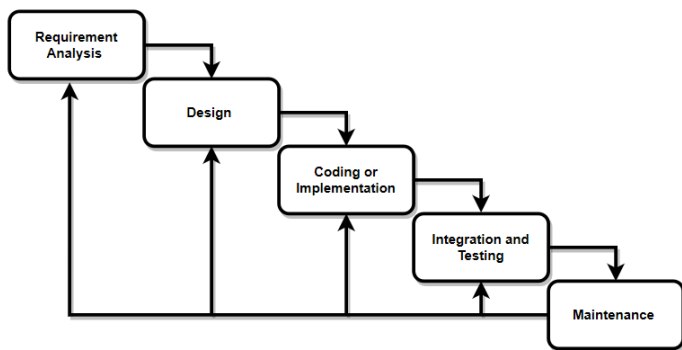 Requirement
Analysis
Design
Coding or
Implementation
Integration and
Testing
Maintenance